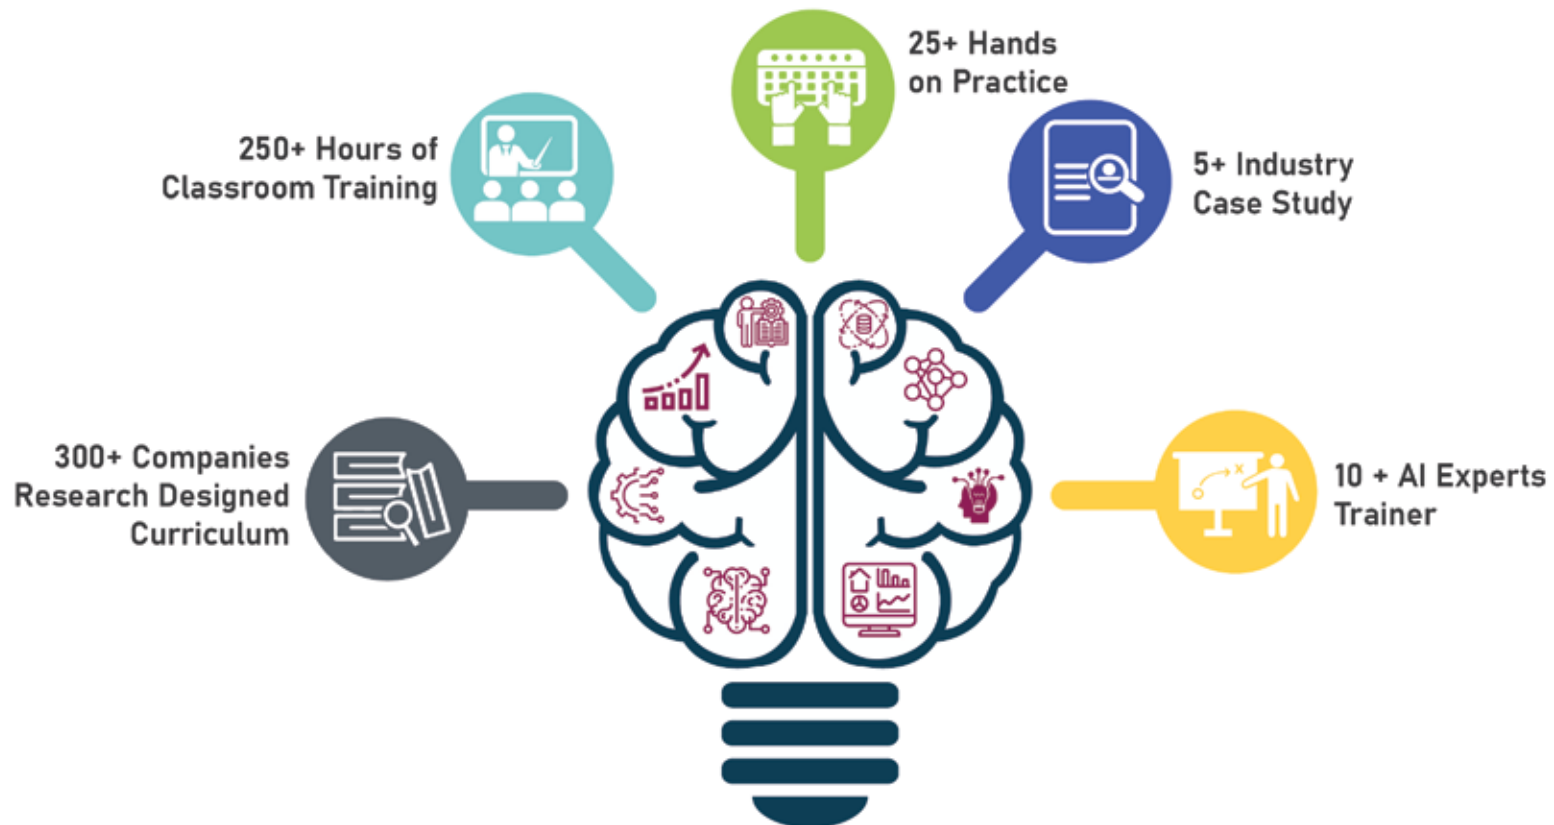 25+ Hands
on Practice
250+ Hours of
Classroom Training
5+ Industry
Case Study
300+ Companies
Research Designed
Curriculum
10 + AI Experts
Trainer